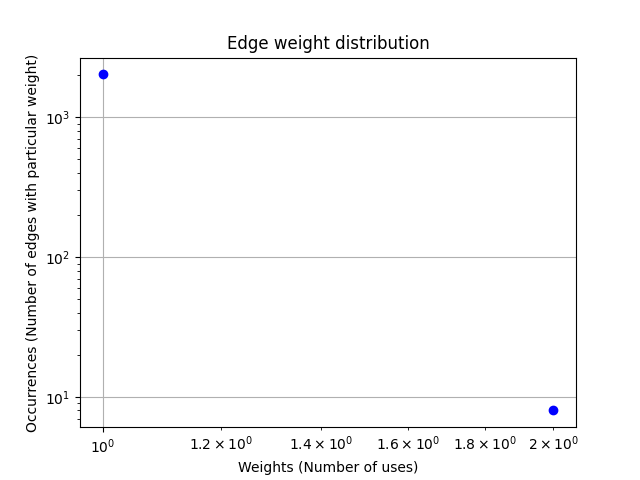 Edge weight distribution
Occurrences (Number of edges with particular weight)
10³
10²
10¹
10⁰
1.2 × 10⁰
1.4 × 10⁰
1.6 × 10⁰
1.8 × 10⁰
2 × 10⁰
Weights (Number of uses)